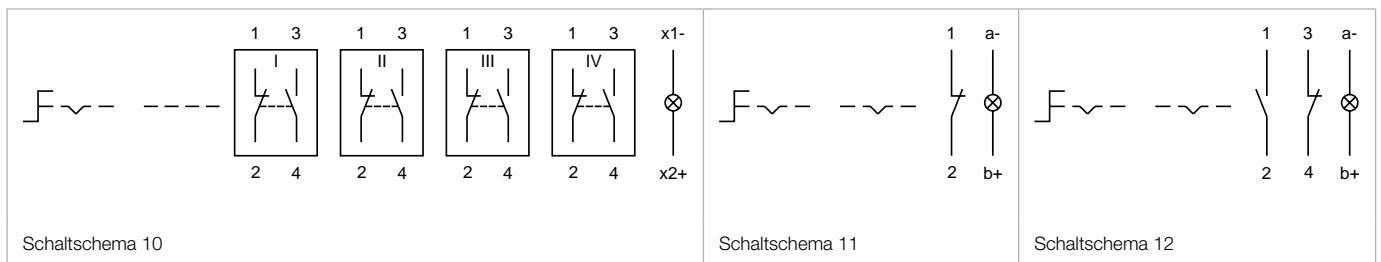 1 3 1 3 1 3 1 3 x1- 1 a- 1 3 a-
I II III IV
2 4 2 4 2 4 2 4 x2+ 2 b+ 2 4 b+
Schaltschema 10 Schaltschema 11 Schaltschema 12